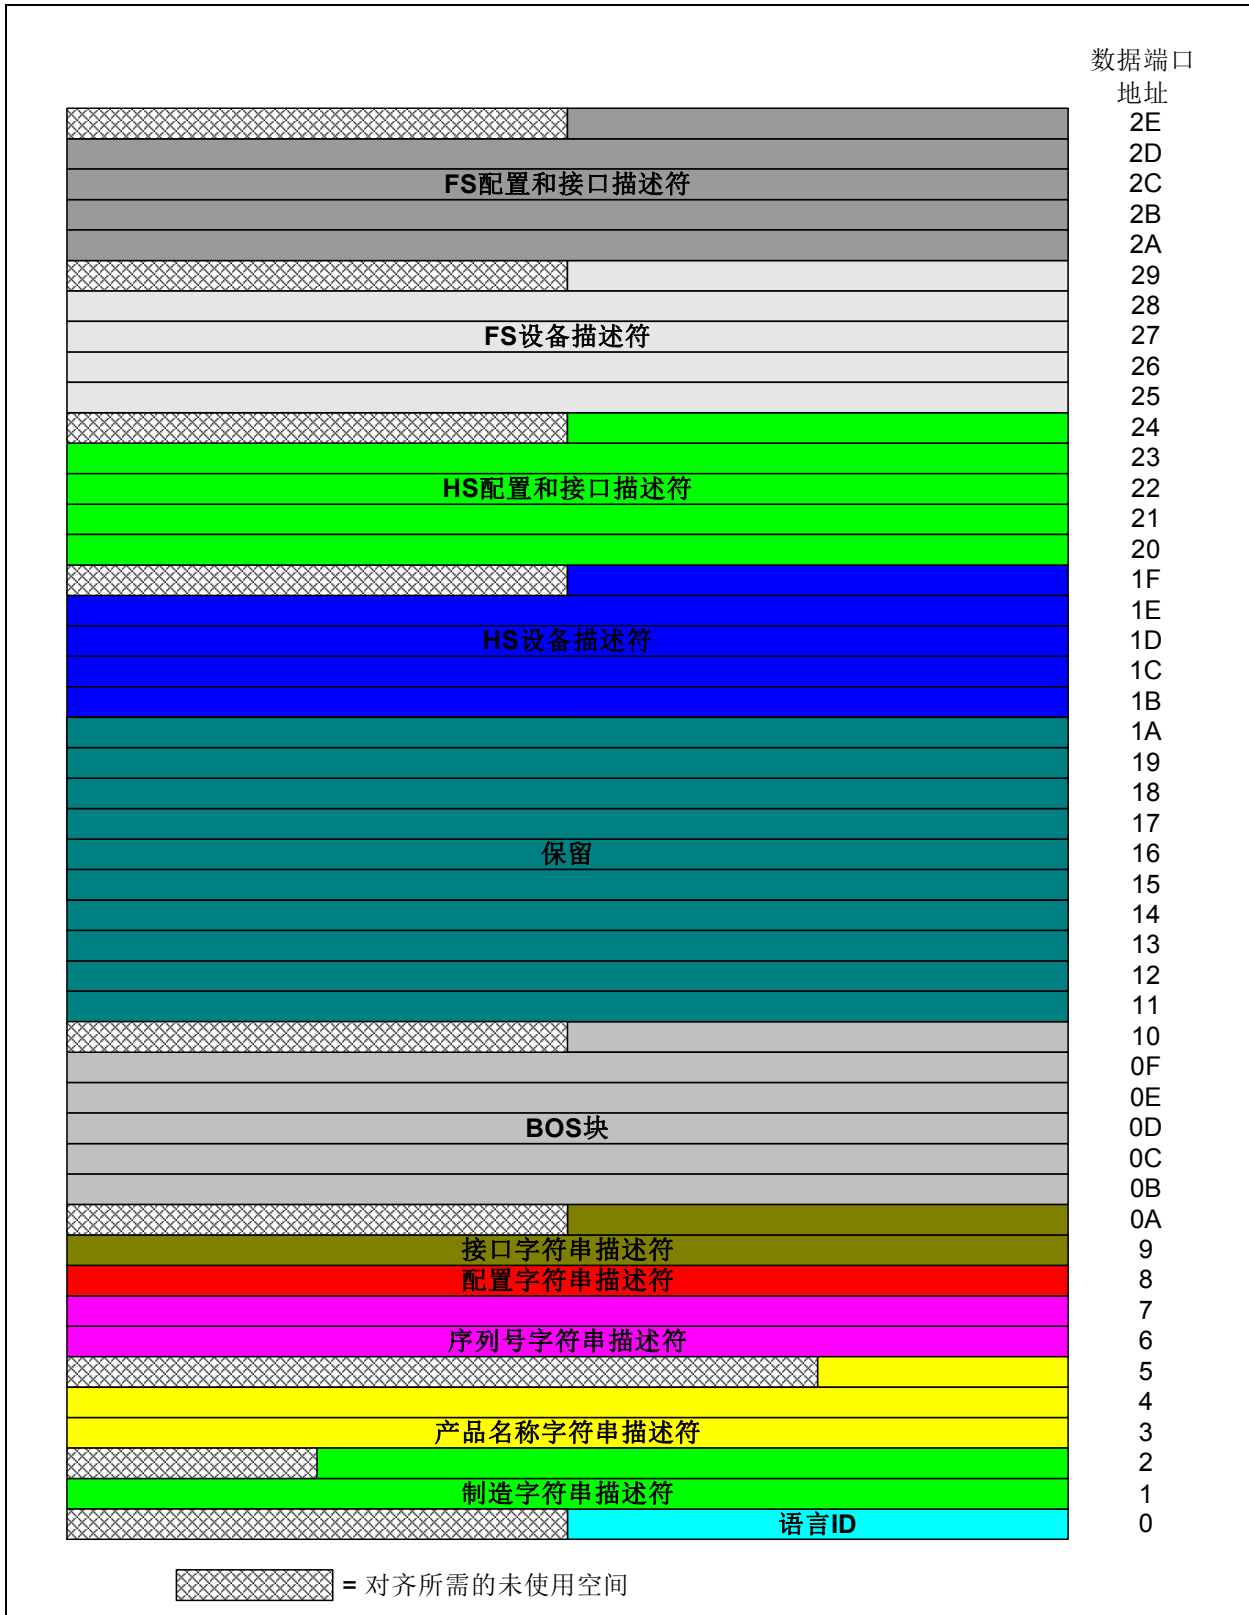 数据端口
地址
2E
2D
FS配置和接口描述符 2C
2B
2A
29
28
FS设备描述符 27
26
25
24
23
HS配置和接口描述符 22
21
20
1F
1E
HS设备描述符 1D
1C
1B
1A
19
18
17
保留 16
15
14
13
12
11
10
0F
0E
BOS块 0D
0C
0B
0A
接口字符串描述符 9
配置字符串描述符 8
7
序列号字符串描述符 6
5
4
产品名称字符串描述符 3
2
制造字符串描述符 1
语言ID 0
= 对齐所需的未使用空间